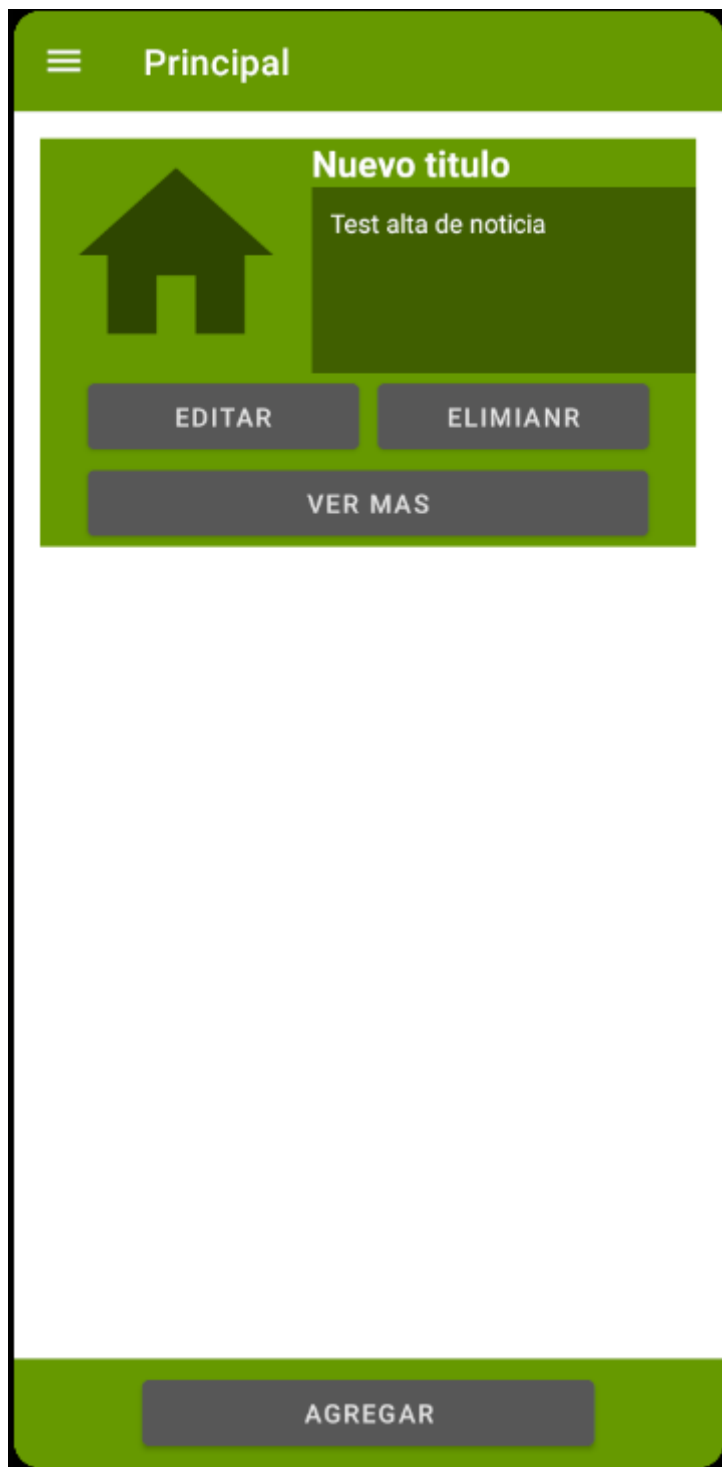 Principal
Nuevo titulo
Test alta de noticia
EDITAR
ELIMIANR
VER MAS
AGREGAR